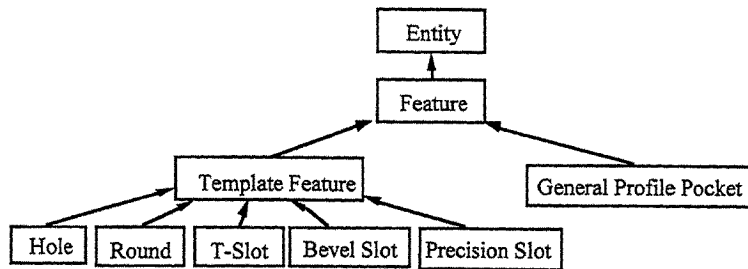 Entity
Feature
Template Feature
General Profile Pocket
Hole
Round
T-Slot
Bevel Slot
Precision Slot